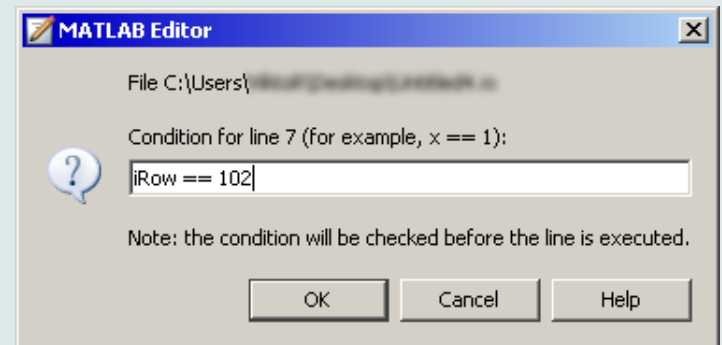 MATLAB Editor
File C:\Users\
Condition for line 7 (for example, x == 1):
iRow == 102
Note: the condition will be checked before the line is executed.
OK Cancel Help